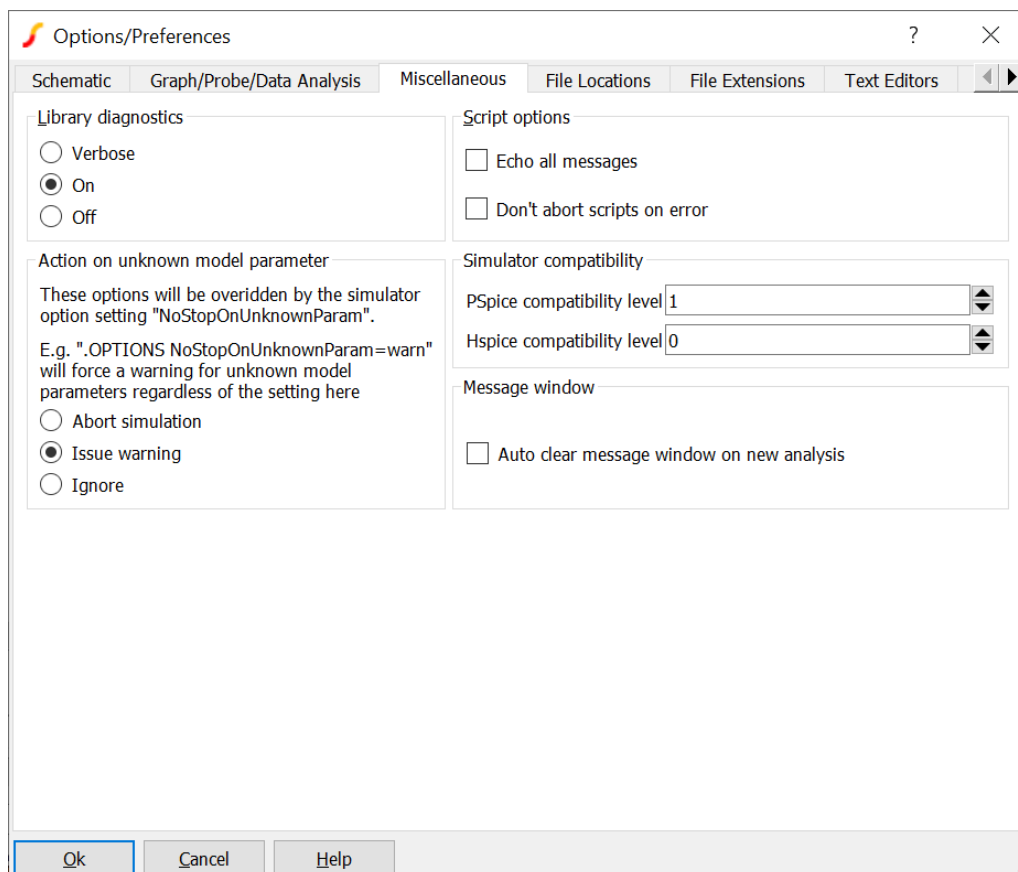 Options/Preferences
?
Schematic
Graph/Probe/Data Analysis
Miscellaneous
File Locations
File Extensions
Text Editors
Library diagnostics
Verbose
On
Off
Action on unknown model parameter
These options will be overidden by the simulator
option setting "NoStopOnUnknownParam".
E.g. ".OPTIONS NoStopOnUnknownParam=warn"
will force a warning for unknown model
parameters regardless of the setting here
Abort simulation
Issue warning
Ignore
Script options
Echo all messages
Don't abort scripts on error
Simulator compatibility
PSpice compatibility level 1
Hspice compatibility level 0
Message window
Auto clear message window on new analysis
Ok
Cancel
Help